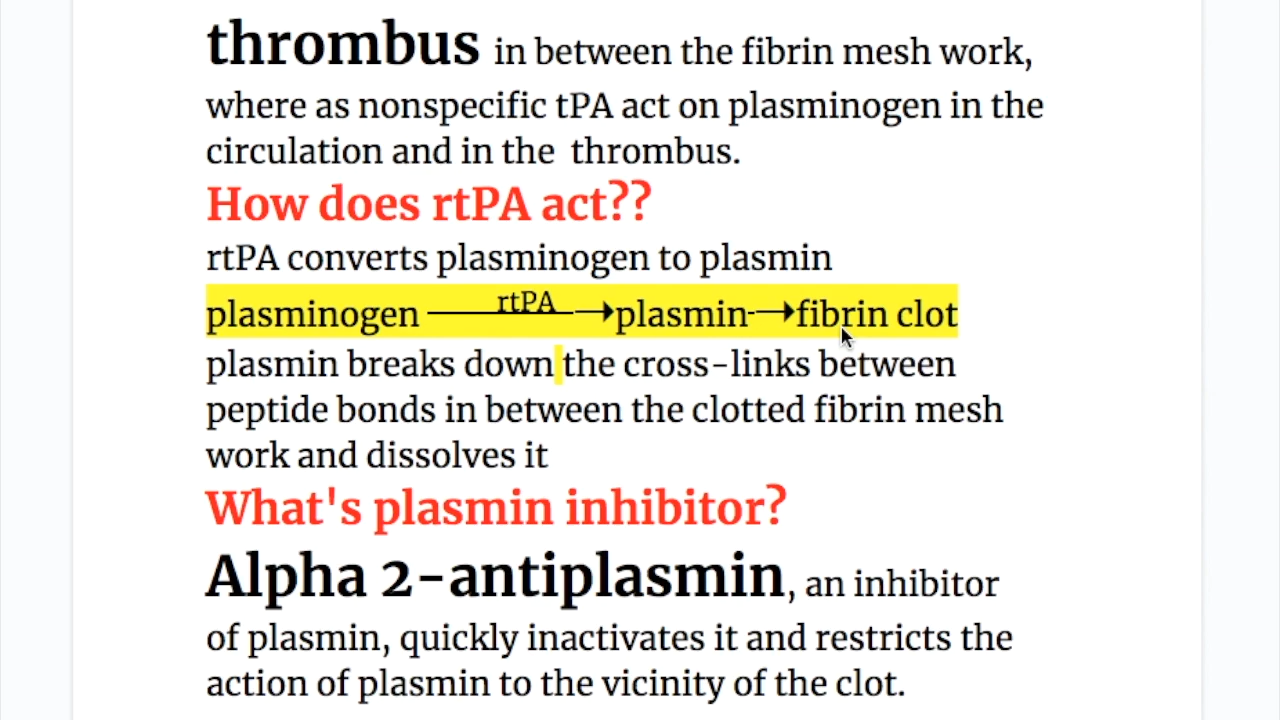 thrombus in between the fibrin mesh work,
where as nonspecific tPA act on plasminogen in the
circulation and in the thrombus.
How does rtPA act??
rtPA converts plasminogen to plasmin
plasminogen rtPA→plasmin→fibrin clot
plasmin breaks down the cross-links between
peptide bonds in between the clotted fibrin mesh
work and dissolves it
What's plasmin inhibitor?
Alpha 2-antiplasmin, an inhibitor
of plasmin, quickly inactivates it and restricts the
action of plasmin to the vicinity of the clot.